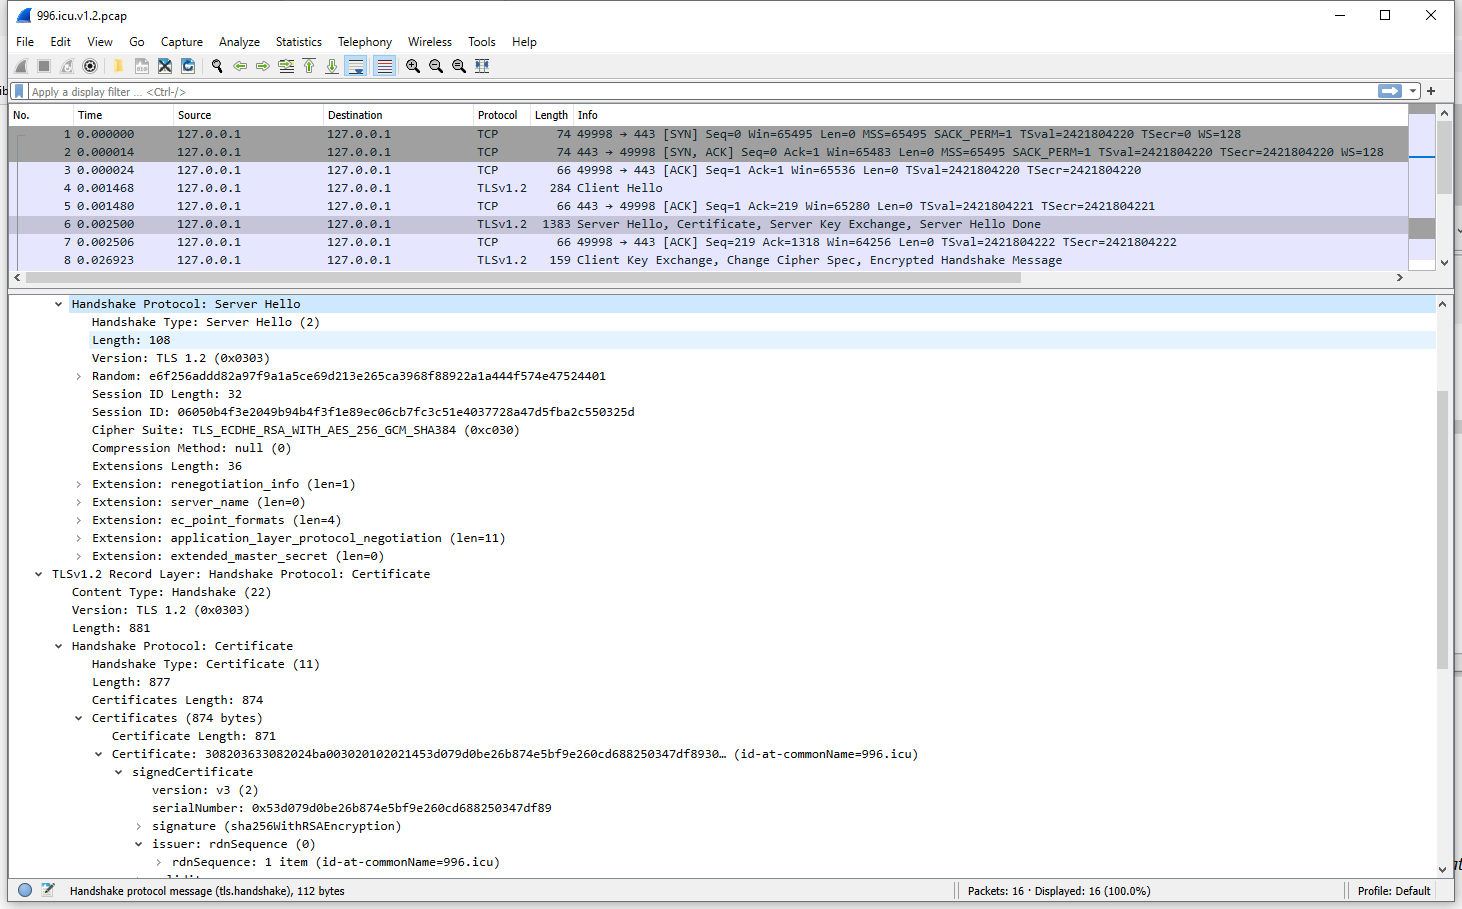 996.icu.v1.2.pcap
File Edit View Go Capture Analyze Statistics Telephony Wireless Tools Help
Apply a display filter ... <Ctrl-/>
No. Time Source Destination Protocol Length Info
1 0.000000 127.0.0.1 127.0.0.1 TCP 74 49998 → 443 [SYN] Seq=0 Win=65495 Len=0 MSS=65495 SACK_PERM=1 TSval=2421804220 TSecr=0 WS=128
2 0.000014 127.0.0.1 127.0.0.1 TCP 74 443 → 49998 [SYN, ACK] Seq=0 Ack=1 Win=65483 Len=0 MSS=65495 SACK_PERM=1 TSval=2421804220 TSecr=2421804220 WS=128
3 0.000024 127.0.0.1 127.0.0.1 TCP 66 49998 → 443 [ACK] Seq=1 Ack=1 Win=65536 Len=0 TSval=2421804220 TSecr=2421804220
4 0.001468 127.0.0.1 127.0.0.1 TLSv1.2 284 Client Hello
5 0.001480 127.0.0.1 127.0.0.1 TCP 66 443 → 49998 [ACK] Seq=1 Ack=219 Win=65280 Len=0 TSval=2421804221 TSecr=2421804221
6 0.002500 127.0.0.1 127.0.0.1 TLSv1.2 1383 Server Hello, Certificate, Server Key Exchange, Server Hello Done
7 0.002506 127.0.0.1 127.0.0.1 TCP 66 49998 → 443 [ACK] Seq=219 Ack=1318 Win=64256 Len=0 TSval=2421804222 TSecr=2421804222
8 0.026923 127.0.0.1 127.0.0.1 TLSv1.2 159 Client Key Exchange, Change Cipher Spec, Encrypted Handshake Message
Handshake Protocol: Server Hello
Handshake Type: Server Hello (2)
Length: 108
Version: TLS 1.2 (0x0303)
Random: e6f256addd82a97f9a1a5ce69d213e265ca3968f88922a1a444f574e47524401
Session ID Length: 32
Session ID: 06050b4f3e2049b94b4f3f1e89ec06cb7fc3c51e4037728a47d5fba2c550325d
Cipher Suite: TLS_ECDHE_RSA_WITH_AES_256_GCM_SHA384 (0xc030)
Compression Method: null (0)
Extensions Length: 36
Extension: renegotiation_info (len=1)
Extension: server_name (len=0)
Extension: ec_point_formats (len=4)
Extension: application_layer_protocol_negotiation (len=11)
Extension: extended_master_secret (len=0)
TLSv1.2 Record Layer: Handshake Protocol: Certificate
Content Type: Handshake (22)
Version: TLS 1.2 (0x0303)
Length: 881
Handshake Protocol: Certificate
Handshake Type: Certificate (11)
Length: 877
Certificates Length: 874
Certificates (874 bytes)
Certificate Length: 871
Certificate: 308203633082024ba003020102021453d079d0be26b874e5bf9e260cd688250347df8930… (id-at-commonName=996.icu)
signedCertificate
version: v3 (2)
serialNumber: 0x53d079d0be26b874e5bf9e260cd688250347df89
signature (sha256WithRSAEncryption)
issuer: rdnSequence (0)
rdnSequence: 1 item (id-at-commonName=996.icu)
Handshake protocol message (tls.handshake), 112 bytes
Packets: 16 · Displayed: 16 (100.0%)
Profile: Default